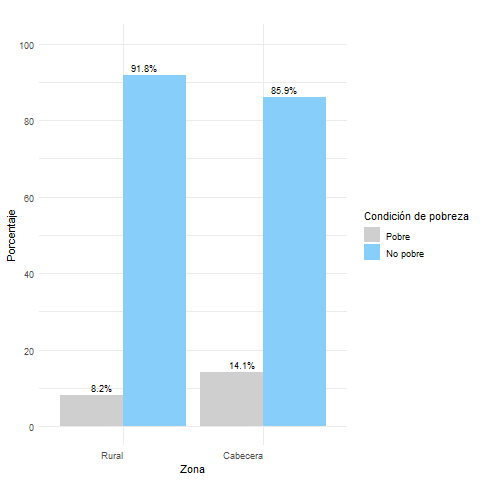 100
80
60
40
20
0
Porcentaje
91.8%
85.9%
8.2%
14.1%
Rural
Cabecera
Zona
Condición de pobreza
Pobre
No pobre